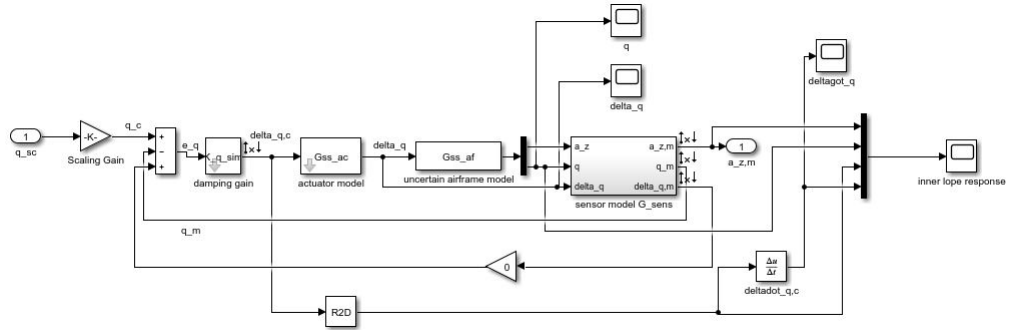 q
deltagot_q
delta_q
1
q_sc
-K-
Scaling Gain
q_c
+
−
+
e_q
K_q_sin
damping gain
delta_q,c
Gss_ac
actuator model
delta_q
Gss_af
uncertain airframe model
a_z
q
delta_q
a_z,m
q_m
delta_q,m
sensor model G_sens
1
a_z,m
inner lope response
q_m
0
Δu
Δt
deltadot_q,c
R2D